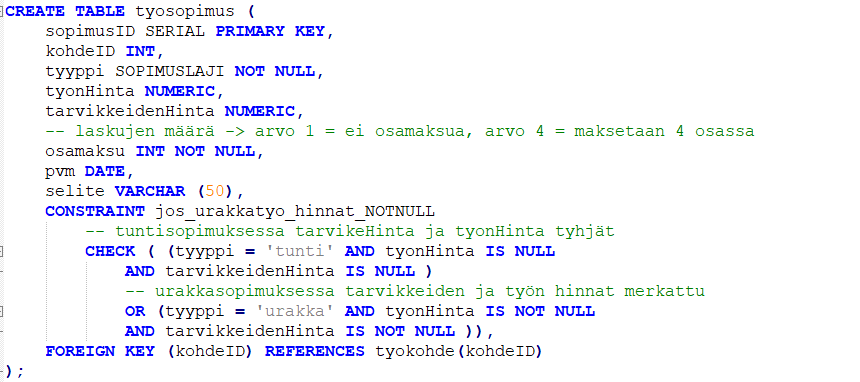 CREATE TABLE tyosopimus (
    sopimusID SERIAL PRIMARY KEY,
    kohdeID INT,
    tyyppi SOPIMUSLAJI NOT NULL,
    tyonHinta NUMERIC,
    tarvikkeidenHinta NUMERIC,
    -- laskujen määrä -> arvo 1 = ei osamaksua, arvo 4 = maksetaan 4 osassa
    osamaksu INT NOT NULL,
    pvm DATE,
    selite VARCHAR (50),
    CONSTRAINT jos_urakkatyo_hinnat_NOTNULL
        -- tuntisopimuksessa tarvikeHinta ja tyonHinta tyhjät
        CHECK ( (tyyppi = 'tunti' AND tyonHinta IS NULL
            AND tarvikkeidenHinta IS NULL )
            -- urakkasopimuksessa tarvikkeiden ja työn hinnat merkattu
            OR (tyyppi = 'urakka' AND tyonHinta IS NOT NULL
            AND tarvikkeidenHinta IS NOT NULL )),
    FOREIGN KEY (kohdeID) REFERENCES tyokohde(kohdeID)
);